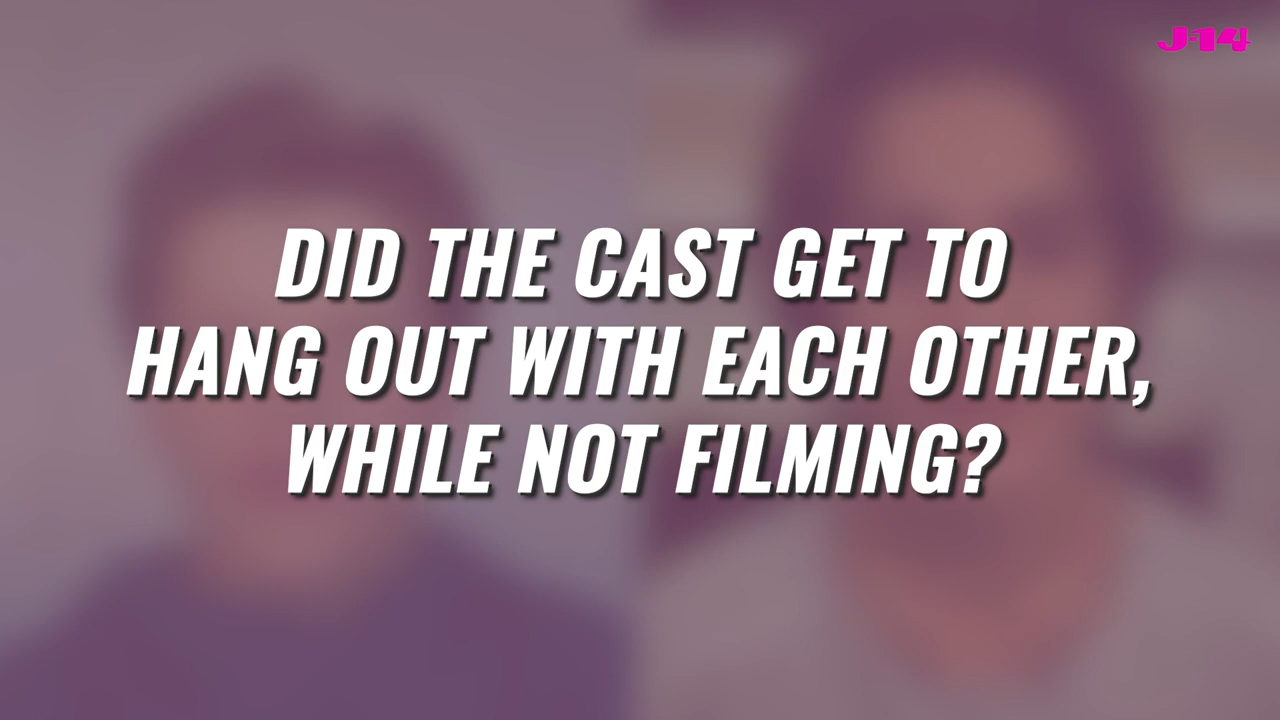 J-14
DID THE CAST GET TO
HANG OUT WITH EACH OTHER,
WHILE NOT FILMING?